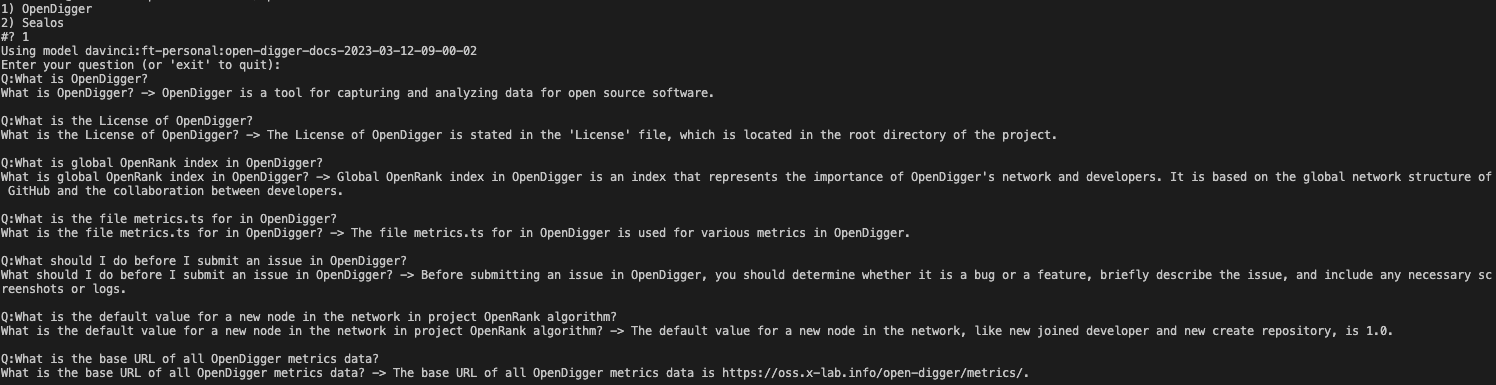 1) OpenDigger
2) Sealos
#? 1
Using model davinci:ft-personal:open-digger-docs-2023-03-12-09-00-02
Enter your question (or 'exit' to quit):
Q:What is OpenDigger?
What is OpenDigger? -> OpenDigger is a tool for capturing and analyzing data for open source software.
Q:What is the License of OpenDigger?
What is the License of OpenDigger? -> The License of OpenDigger is stated in the 'License' file, which is located in the root directory of the project.
Q:What is global OpenRank index in OpenDigger?
What is global OpenRank index in OpenDigger? -> Global OpenRank index in OpenDigger is an index that represents the importance of OpenDigger's network and developers. It is based on the global network structure of
GitHub and the collaboration between developers.
Q:What is the file metrics.ts for in OpenDigger?
What is the file metrics.ts for in OpenDigger? -> The file metrics.ts for in OpenDigger is used for various metrics in OpenDigger.
Q:What should I do before I submit an issue in OpenDigger?
What should I do before I submit an issue in OpenDigger? -> Before submitting an issue in OpenDigger, you should determine whether it is a bug or a feature, briefly describe the issue, and include any necessary sc
reenshots or logs.
Q:What is the default value for a new node in the network in project OpenRank algorithm?
What is the default value for a new node in the network in project OpenRank algorithm? -> The default value for a new node in the network, like new joined developer and new create repository, is 1.0.
Q:What is the base URL of all OpenDigger metrics data?
What is the base URL of all OpenDigger metrics data? -> The base URL of all OpenDigger metrics data is https://oss.x-lab.info/open-digger/metrics/.